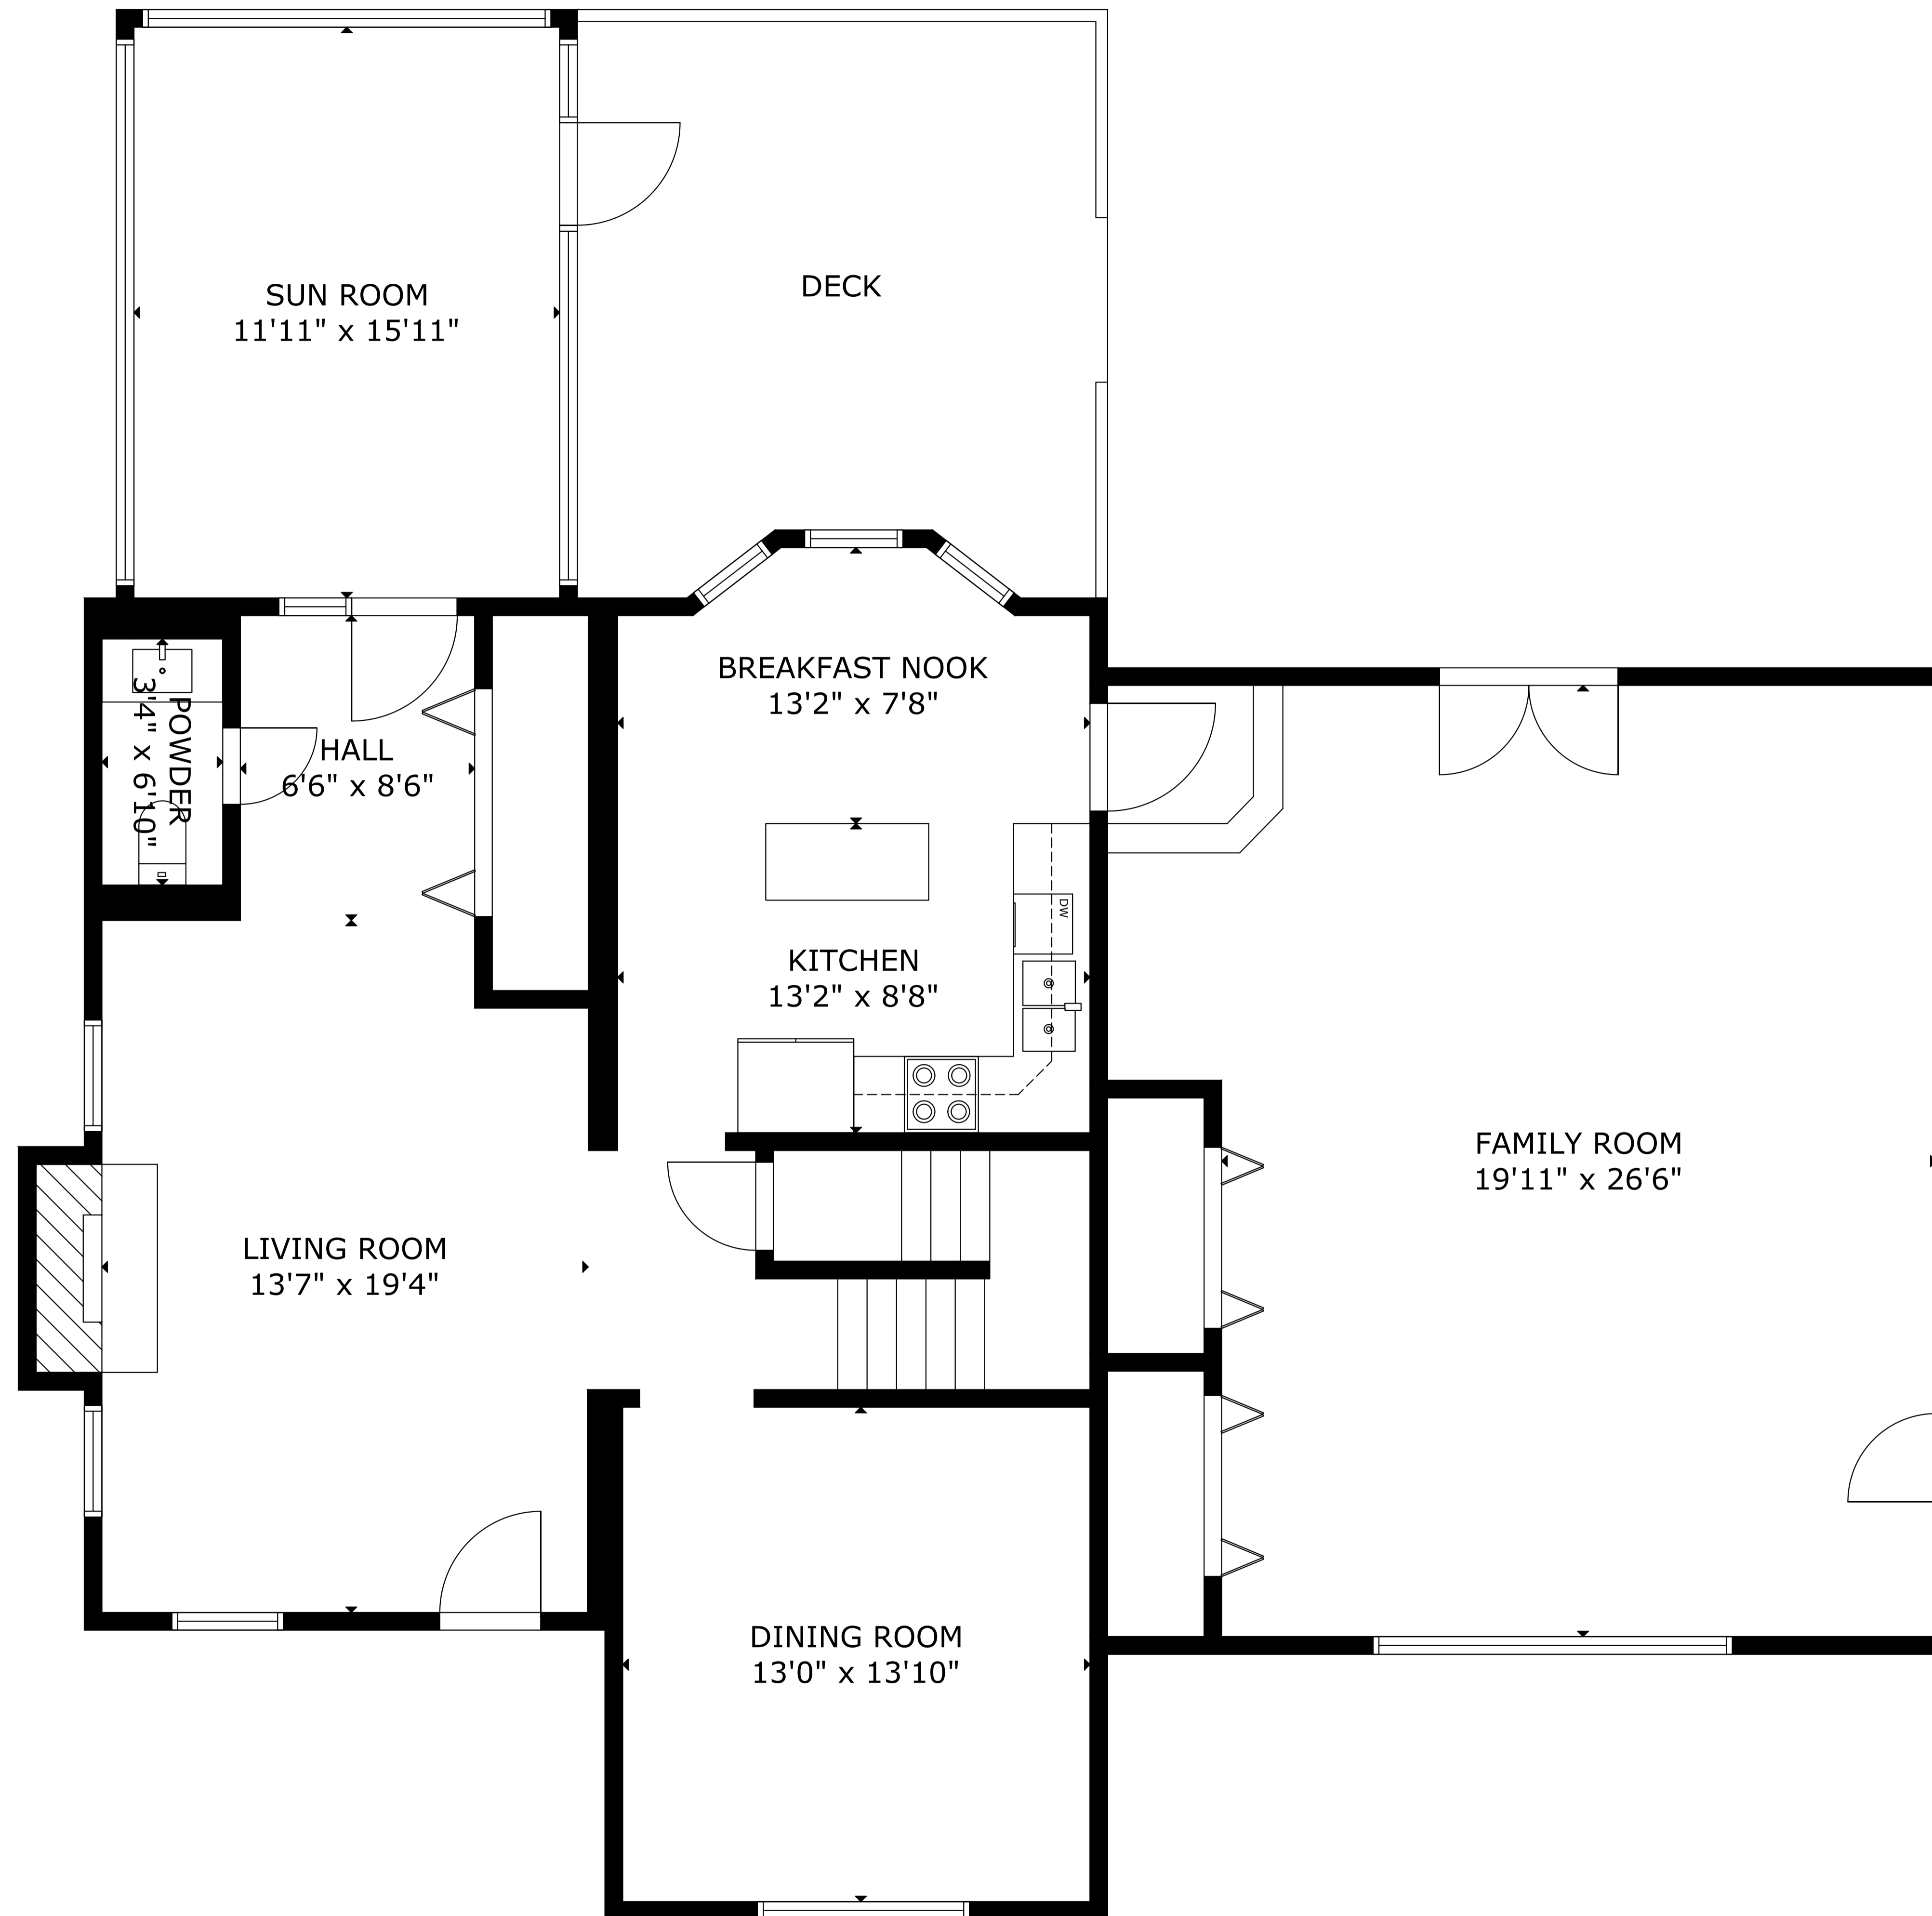 SUN ROOM
11'11" x 15'11"
DECK
BREAKFAST NOOK
13'2" x 7'8"
POWDER
3'4" x 6'10"
HALL
6'6" x 8'6"
DW
KITCHEN
13'2" x 8'8"
FAMILY ROOM
19'11" x 26'6"
LIVING ROOM
13'7" x 19'4"
DINING ROOM
13'0" x 13'10"